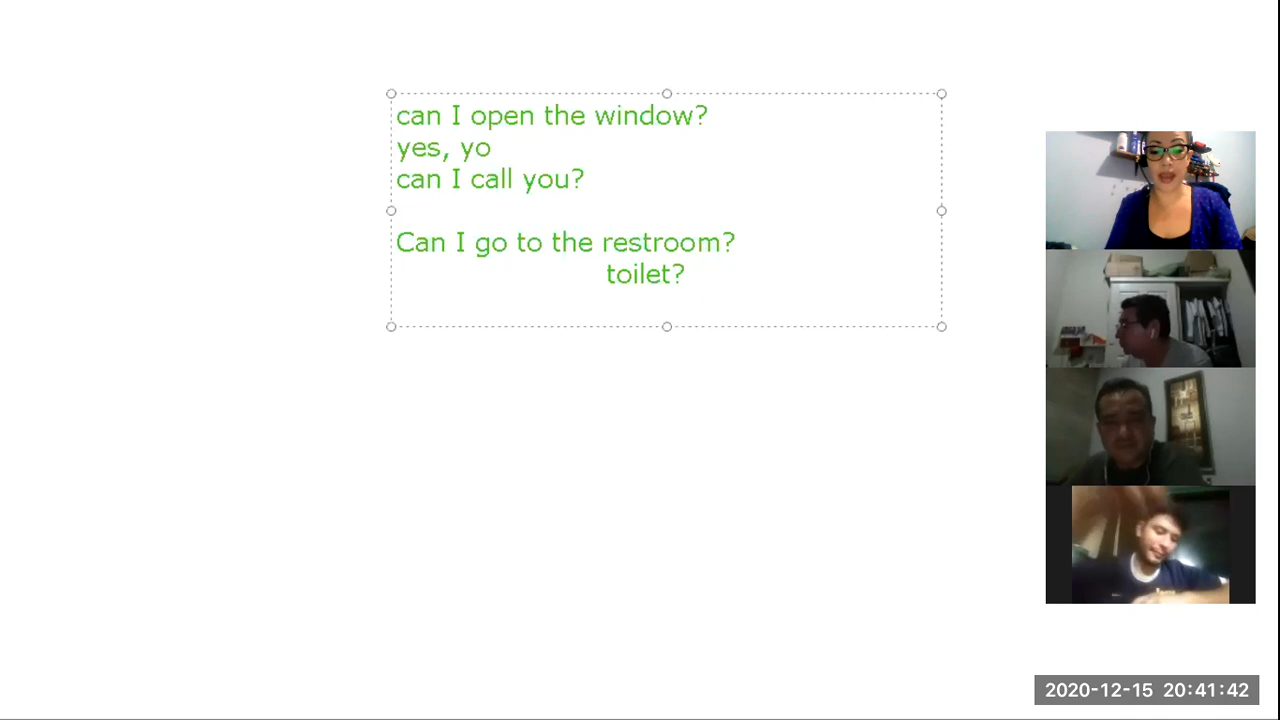 can I open the window?
yes, yo
can I call you?
Can I go to the restroom?
toilet?
2020-12-15 20:41:42